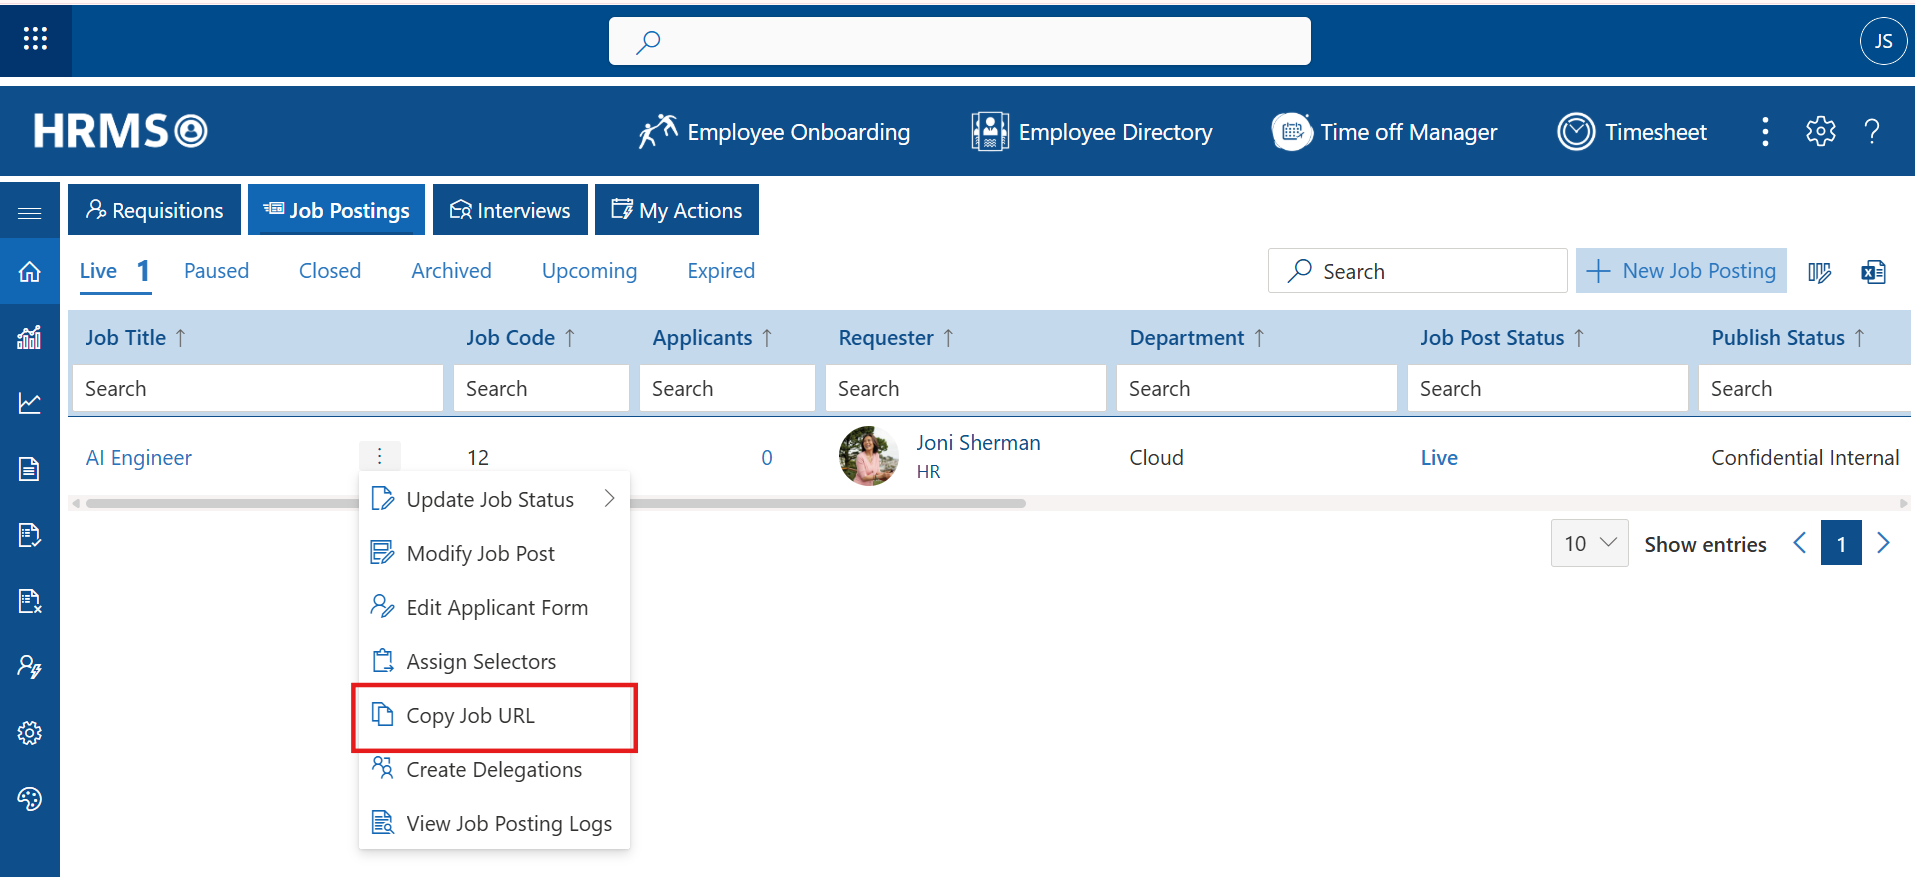 JS
HRMS
Employee Onboarding
Employee Directory
Time off Manager
Timesheet
Requisitions
Job Postings
Interviews
My Actions
Live 1
Paused
Closed
Archived
Upcoming
Expired
Search
New Job Posting
Job Title ↑
Job Code ↑
Applicants ↑
Requester ↑
Department ↑
Job Post Status ↑
Publish Status ↑
Search
Search
Search
Search
Search
Search
Search
AI Engineer
12
0
Joni Sherman
HR
Cloud
Live
Confidential Internal
Update Job Status
Modify Job Post
Edit Applicant Form
Assign Selectors
Copy Job URL
Create Delegations
View Job Posting Logs
10
Show entries
1